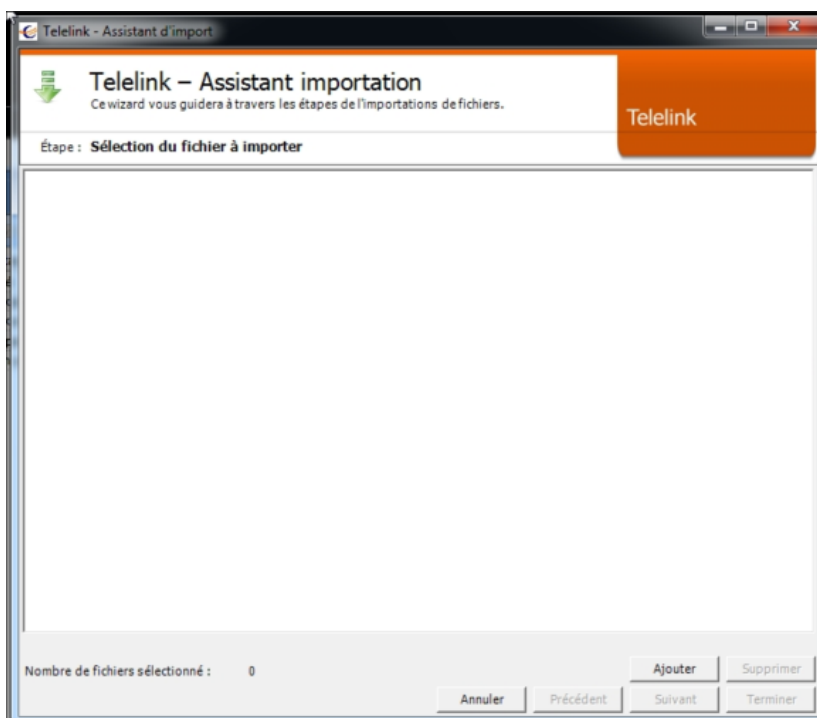 Telelink - Assistant d'import
Telelink – Assistant importation
Ce wizard vous guidera à travers les étapes de l'importations de fichiers.
Telelink
Étape : Sélection du fichier à importer
Nombre de fichiers sélectionné : 0
Ajouter Supprimer
Annuler Précédent Suivant Terminer